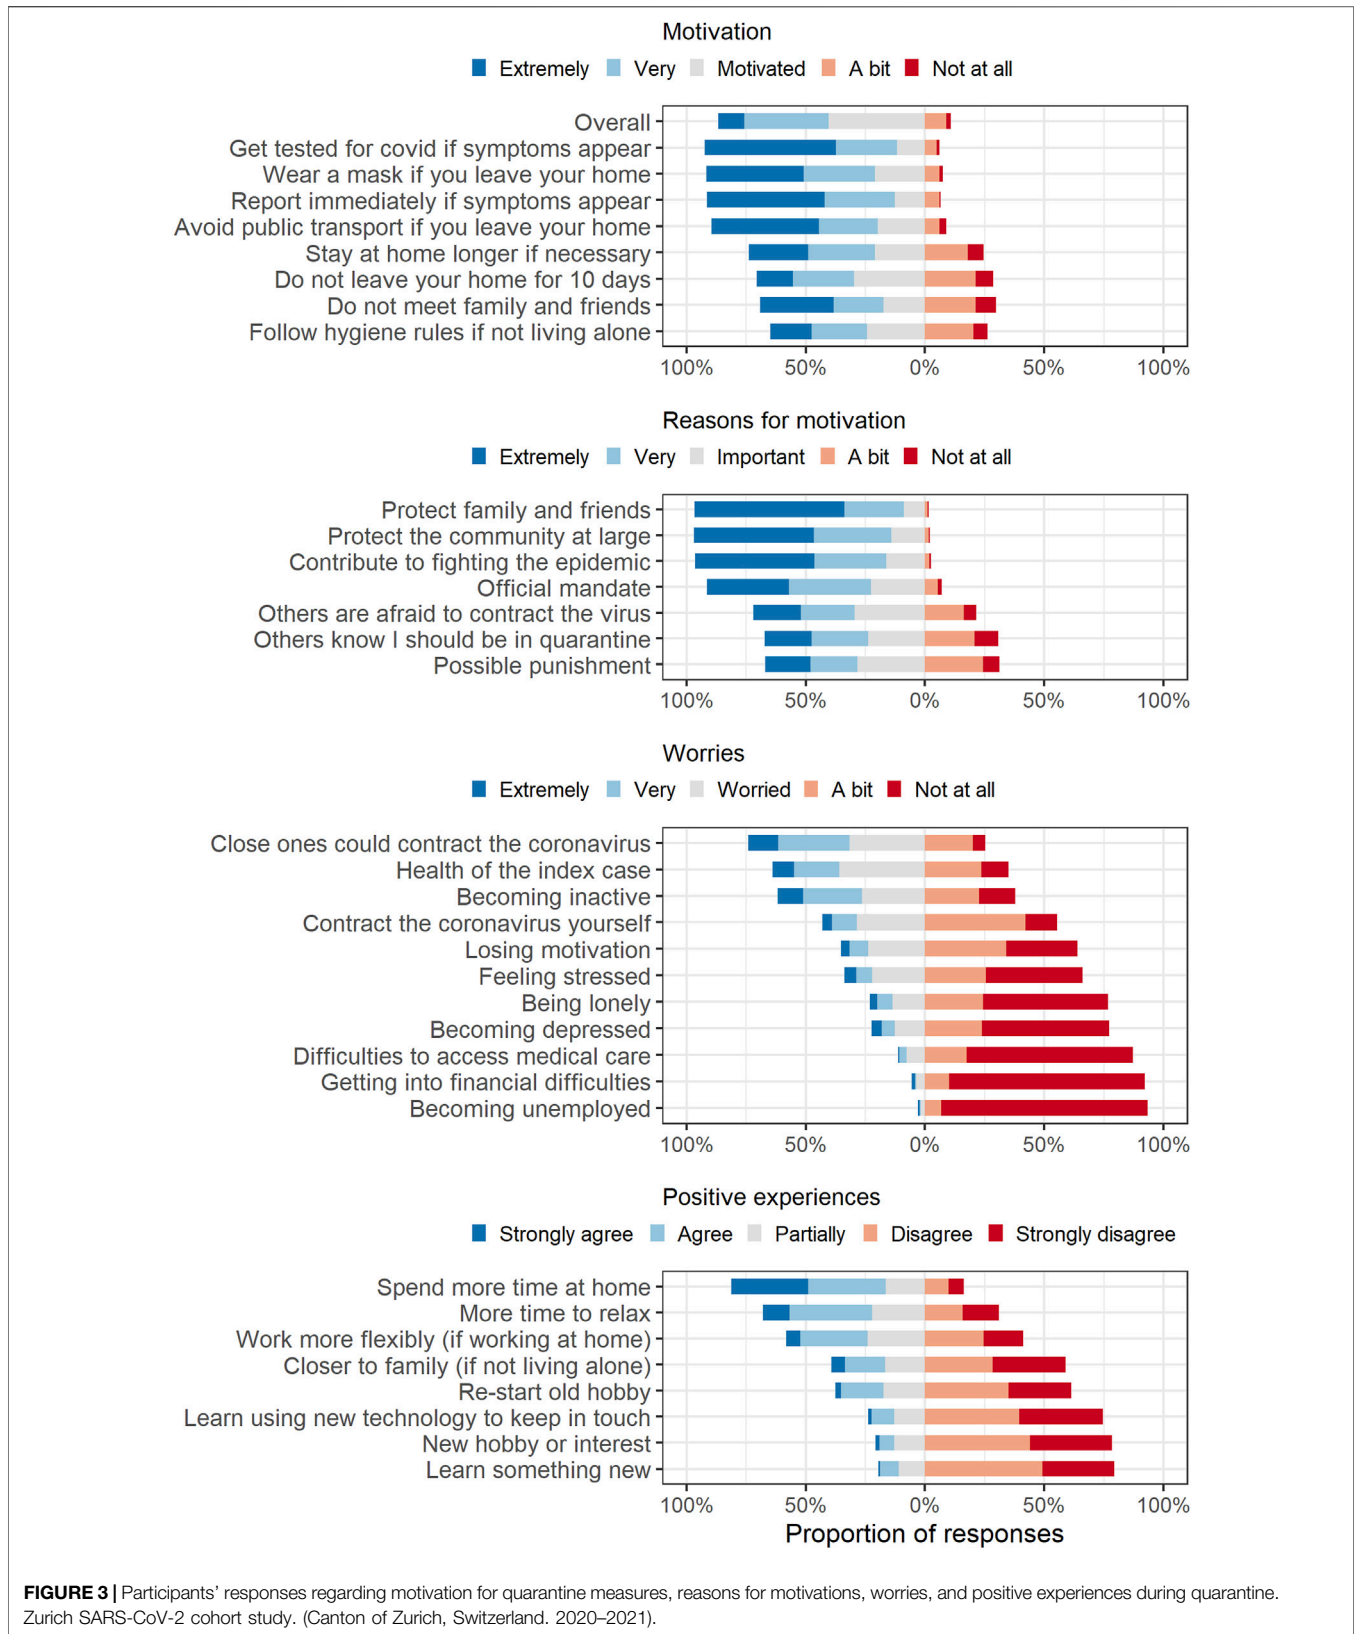 Motivation
Extremely Very Motivated A bit Not at all
Overall
Get tested for covid if symptoms appear
Wear a mask if you leave your home
Report immediately if symptoms appear
Avoid public transport if you leave your home
Stay at home longer if necessary
Do not leave your home for 10 days
Do not meet family and friends
Follow hygiene rules if not living alone
100% 50% 0% 50% 100%
Reasons for motivation
Extremely Very Important A bit Not at all
Protect family and friends
Protect the community at large
Contribute to fighting the epidemic
Official mandate
Others are afraid to contract the virus
Others know I should be in quarantine
Possible punishment
100% 50% 0% 50% 100%
Worries
Extremely Very Worried A bit Not at all
Close ones could contract the coronavirus
Health of the index case
Becoming inactive
Contract the coronavirus yourself
Losing motivation
Feeling stressed
Being lonely
Becoming depressed
Difficulties to access medical care
Getting into financial difficulties
Becoming unemployed
100% 50% 0% 50% 100%
Positive experiences
Strongly agree Agree Partially Disagree Strongly disagree
Spend more time at home
More time to relax
Work more flexibly (if working at home)
Closer to family (if not living alone)
Re-start old hobby
Learn using new technology to keep in touch
New hobby or interest
Learn something new
100% 50% 0% 50% 100%
Proportion of responses
FIGURE 3 | Participants’ responses regarding motivation for quarantine measures, reasons for motivations, worries, and positive experiences during quarantine.
Zurich SARS-CoV-2 cohort study. (Canton of Zurich, Switzerland. 2020–2021).